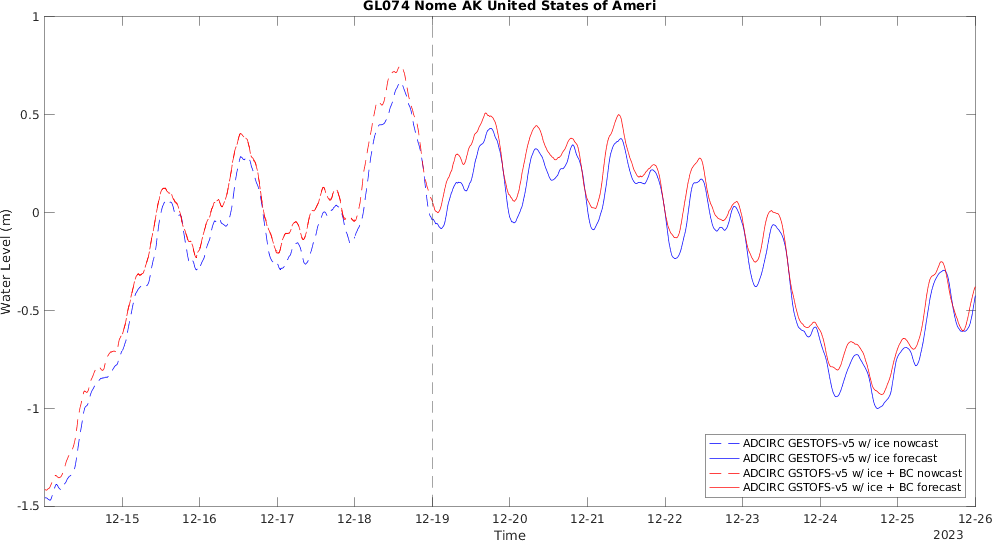 GL074 Nome AK United States of Ameri
1
0.5
0
-0.5
-1
-1.5
Water Level (m)
12-15 12-16 12-17 12-18 12-19 12-20 12-21 12-22 12-23 12-24 12-25 12-26
Time
2023
ADCIRC GESTOFS-v5 w/ ice nowcast
ADCIRC GESTOFS-v5 w/ ice forecast
ADCIRC GSTOFS-v5 w/ ice + BC nowcast
ADCIRC GSTOFS-v5 w/ ice + BC forecast